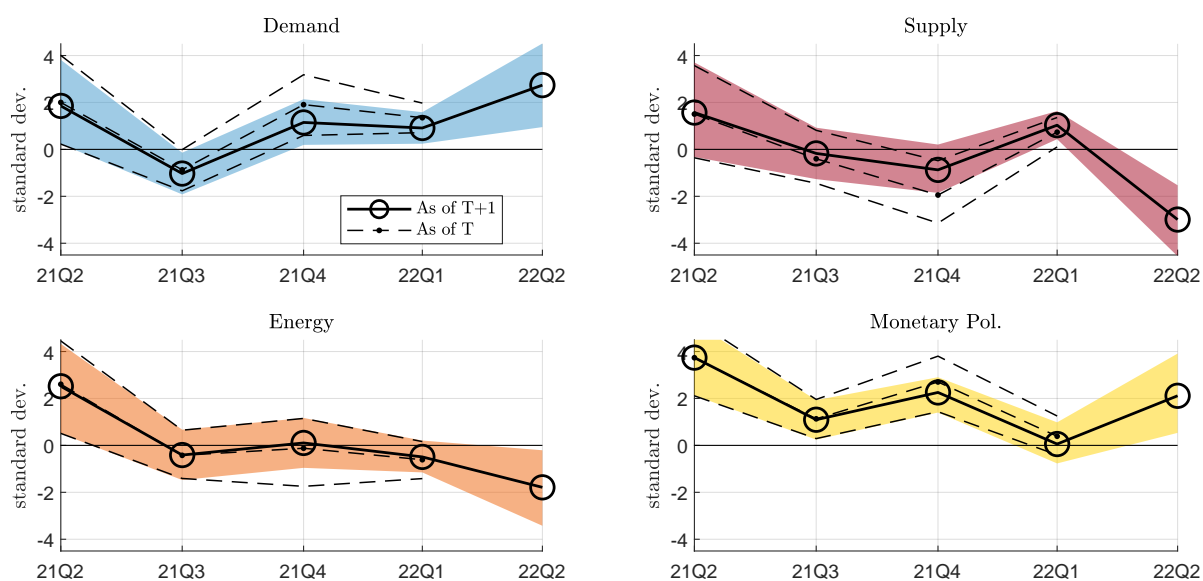 Demand
standard dev.
4
2
0
-2
-4
As of T+1
As of T
21Q2 21Q3 21Q4 22Q1 22Q2
Supply
standard dev.
4
2
0
-2
-4
21Q2 21Q3 21Q4 22Q1 22Q2
Energy
standard dev.
4
2
0
-2
-4
21Q2 21Q3 21Q4 22Q1 22Q2
Monetary Pol.
standard dev.
4
2
0
-2
-4
21Q2 21Q3 21Q4 22Q1 22Q2